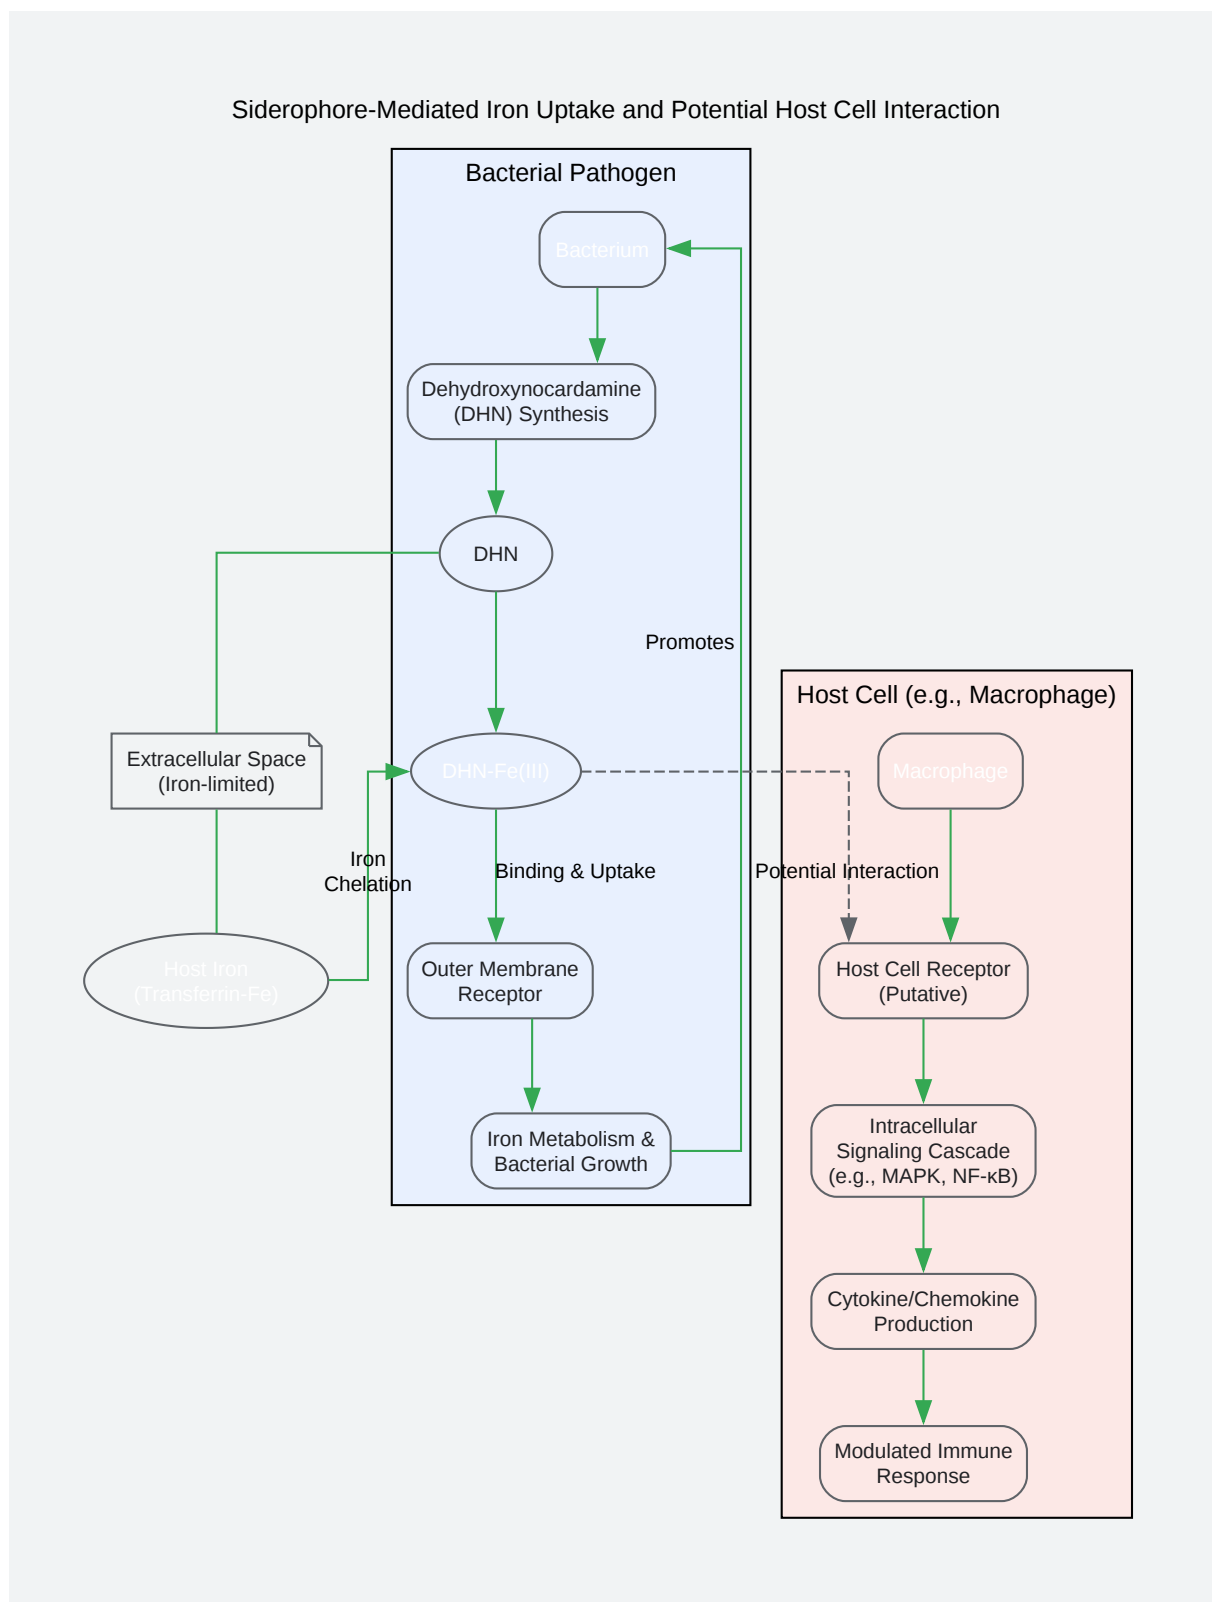 Siderophore-Mediated Iron Uptake and Potential Host Cell Interaction
Bacterial Pathogen
Bacterium
Dehydroxynocardamine
(DHN) Synthesis
DHN
Promotes
Extracellular Space
(Iron-limited)
DHN-Fe(III)
Iron
Chelation
Binding & Uptake
Host Iron
(Transferrin-Fe)
Outer Membrane
Receptor
Iron Metabolism &
Bacterial Growth
Host Cell (e.g., Macrophage)
Macrophage
Potential Interaction
Host Cell Receptor
(Putative)
Intracellular
Signaling Cascade
(e.g., MAPK, NF-κB)
Cytokine/Chemokine
Production
Modulated Immune
Response